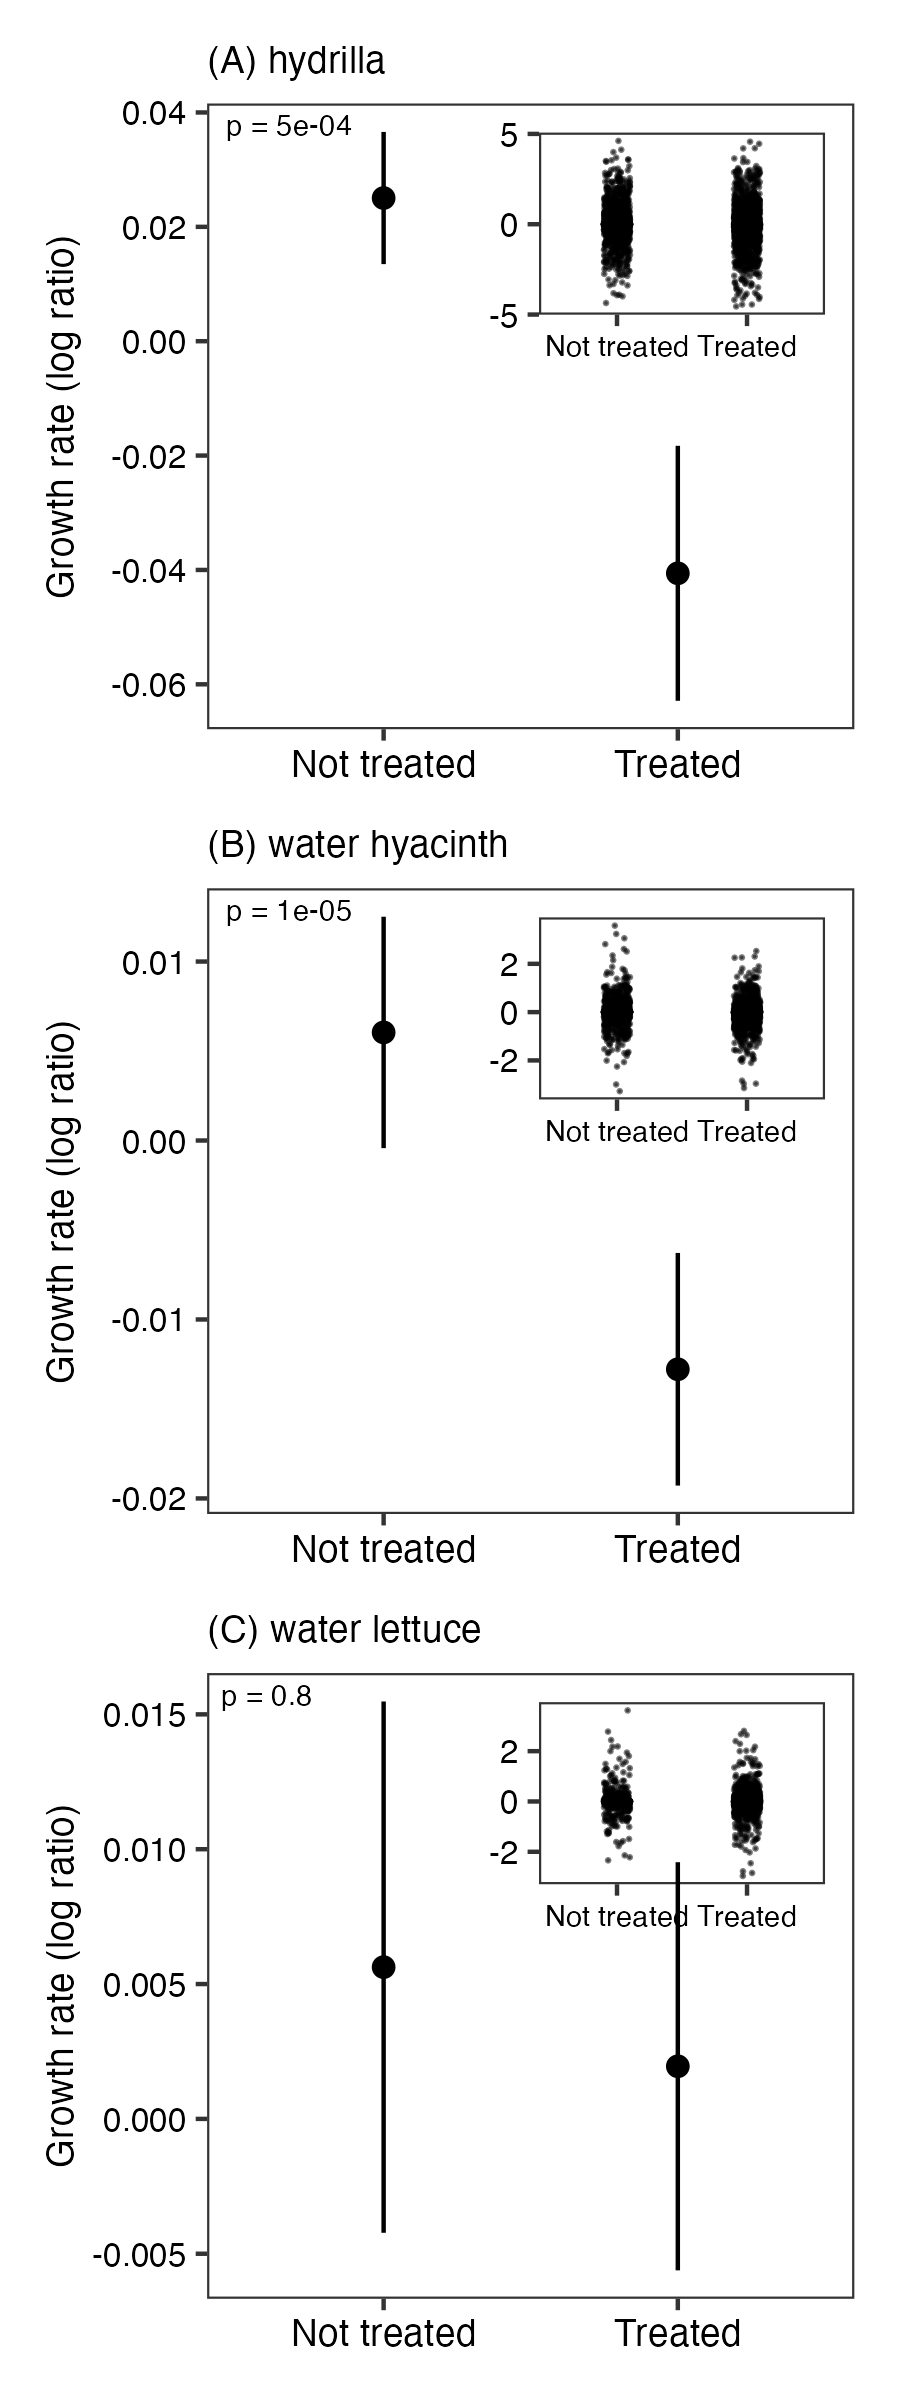 (A) hydrilla
p = 5e-04
0.04
0.02
0.00
-0.02
-0.04
-0.06
Growth rate (log ratio)
5
0
-5
Not treated Treated
Not treated Treated
(B) water hyacinth
p = 1e-05
0.01
0.00
-0.01
-0.02
Growth rate (log ratio)
2
0
-2
Not treated Treated
Not treated Treated
(C) water lettuce
p = 0.8
0.015
0.010
0.005
0.000
-0.005
Growth rate (log ratio)
2
0
-2
Not treated Treated
Not treated Treated